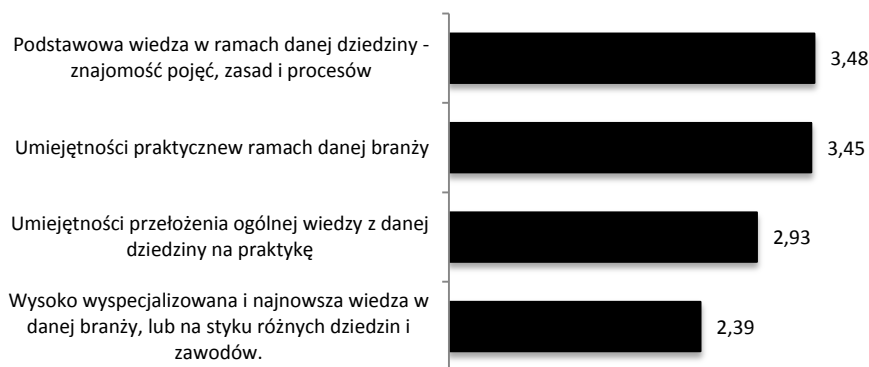 Podstawowa wiedza w ramach danej dziedziny -
znajomość pojęć, zasad i procesów
3,48
Umiejętności praktycznew ramach danej branży
3,45
Umiejętności przełożenia ogólnej wiedzy z danej
dziedziny na praktykę
2,93
Wysoko wyspecjalizowana i najnowsza wiedza w
danej branży, lub na styku różnych dziedzin i
zawodów.
2,39